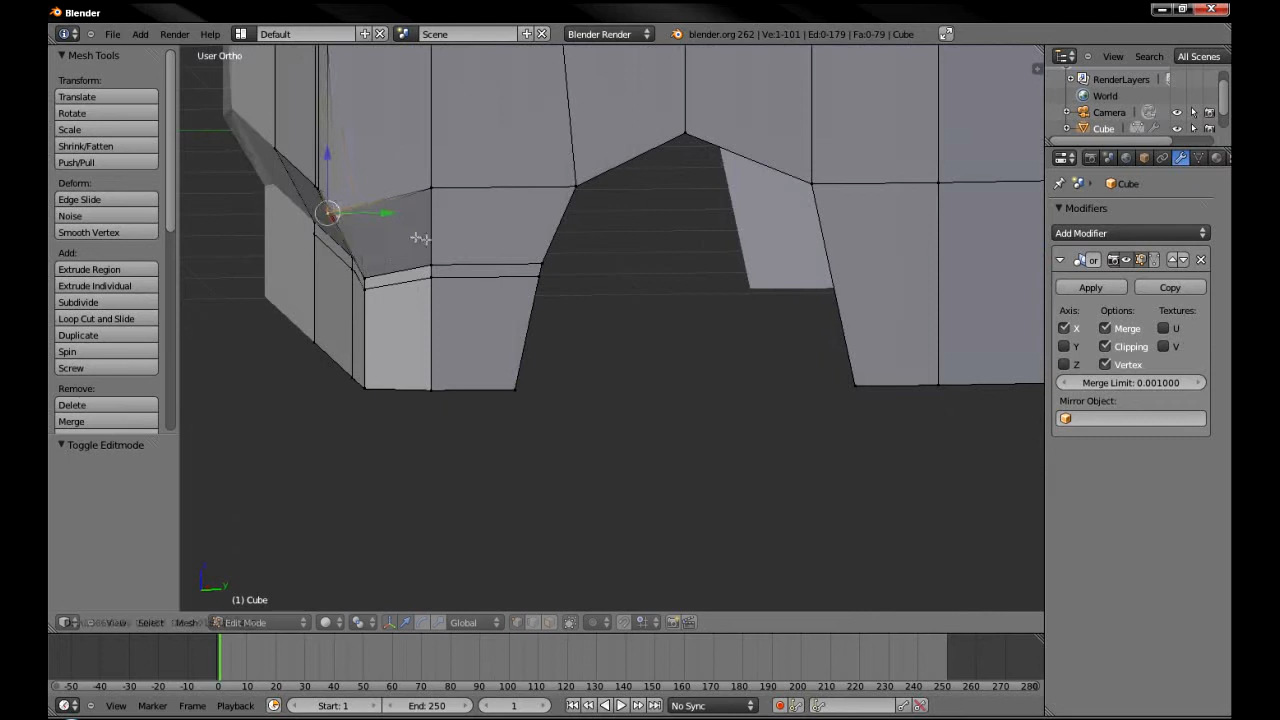 Blender
File Add Render Help Default Scene Blender Render blender.org 262 | Ve:1-101 | Ed:0-179 | Fa:0-79 | Cube
Mesh Tools
Transform:
Translate
Rotate
Scale
Shrink/Fatten
Push/Pull
Deform:
Edge Slide
Noise
Smooth Vertex
Add:
Extrude Region
Extrude Individual
Subdivide
Loop Cut and Slide
Duplicate
Spin
Screw
Remove:
Delete
Merge
Toggle Editmode
User Ortho
(1) Cube
View Search All Scenes
RenderLayers
World
Camera
Cube
Cube
Modifiers
Add Modifier
or
Apply Copy
Axis: Options: Textures:
X Merge U
Y Clipping V
Z Vertex
Merge Limit: 0.001000
Mirror Object:
View Select Mesh Edit Mode Global
-50 -40 -30 -20 -10 0 10 20 30 40 50 60 70 80 90 100 110 120 130 140 150 160 170 180 190 200 210 220 230 240 250 260 270 280
View Marker Frame Playback Start: 1 End: 250 1 No Sync